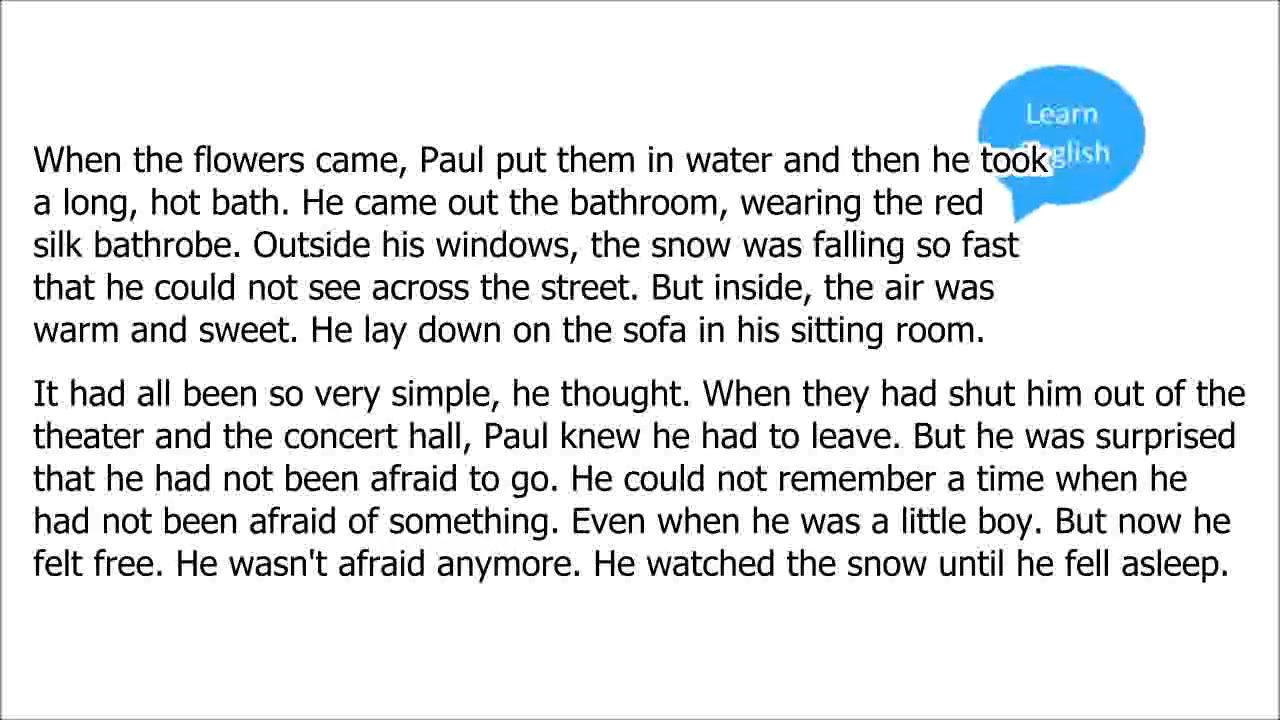 Learn
English
When the flowers came, Paul put them in water and then he took
a long, hot bath. He came out the bathroom, wearing the red
silk bathrobe. Outside his windows, the snow was falling so fast
that he could not see across the street. But inside, the air was
warm and sweet. He lay down on the sofa in his sitting room.
It had all been so very simple, he thought. When they had shut him out of the
theater and the concert hall, Paul knew he had to leave. But he was surprised
that he had not been afraid to go. He could not remember a time when he
had not been afraid of something. Even when he was a little boy. But now he
felt free. He wasn't afraid anymore. He watched the snow until he fell asleep.